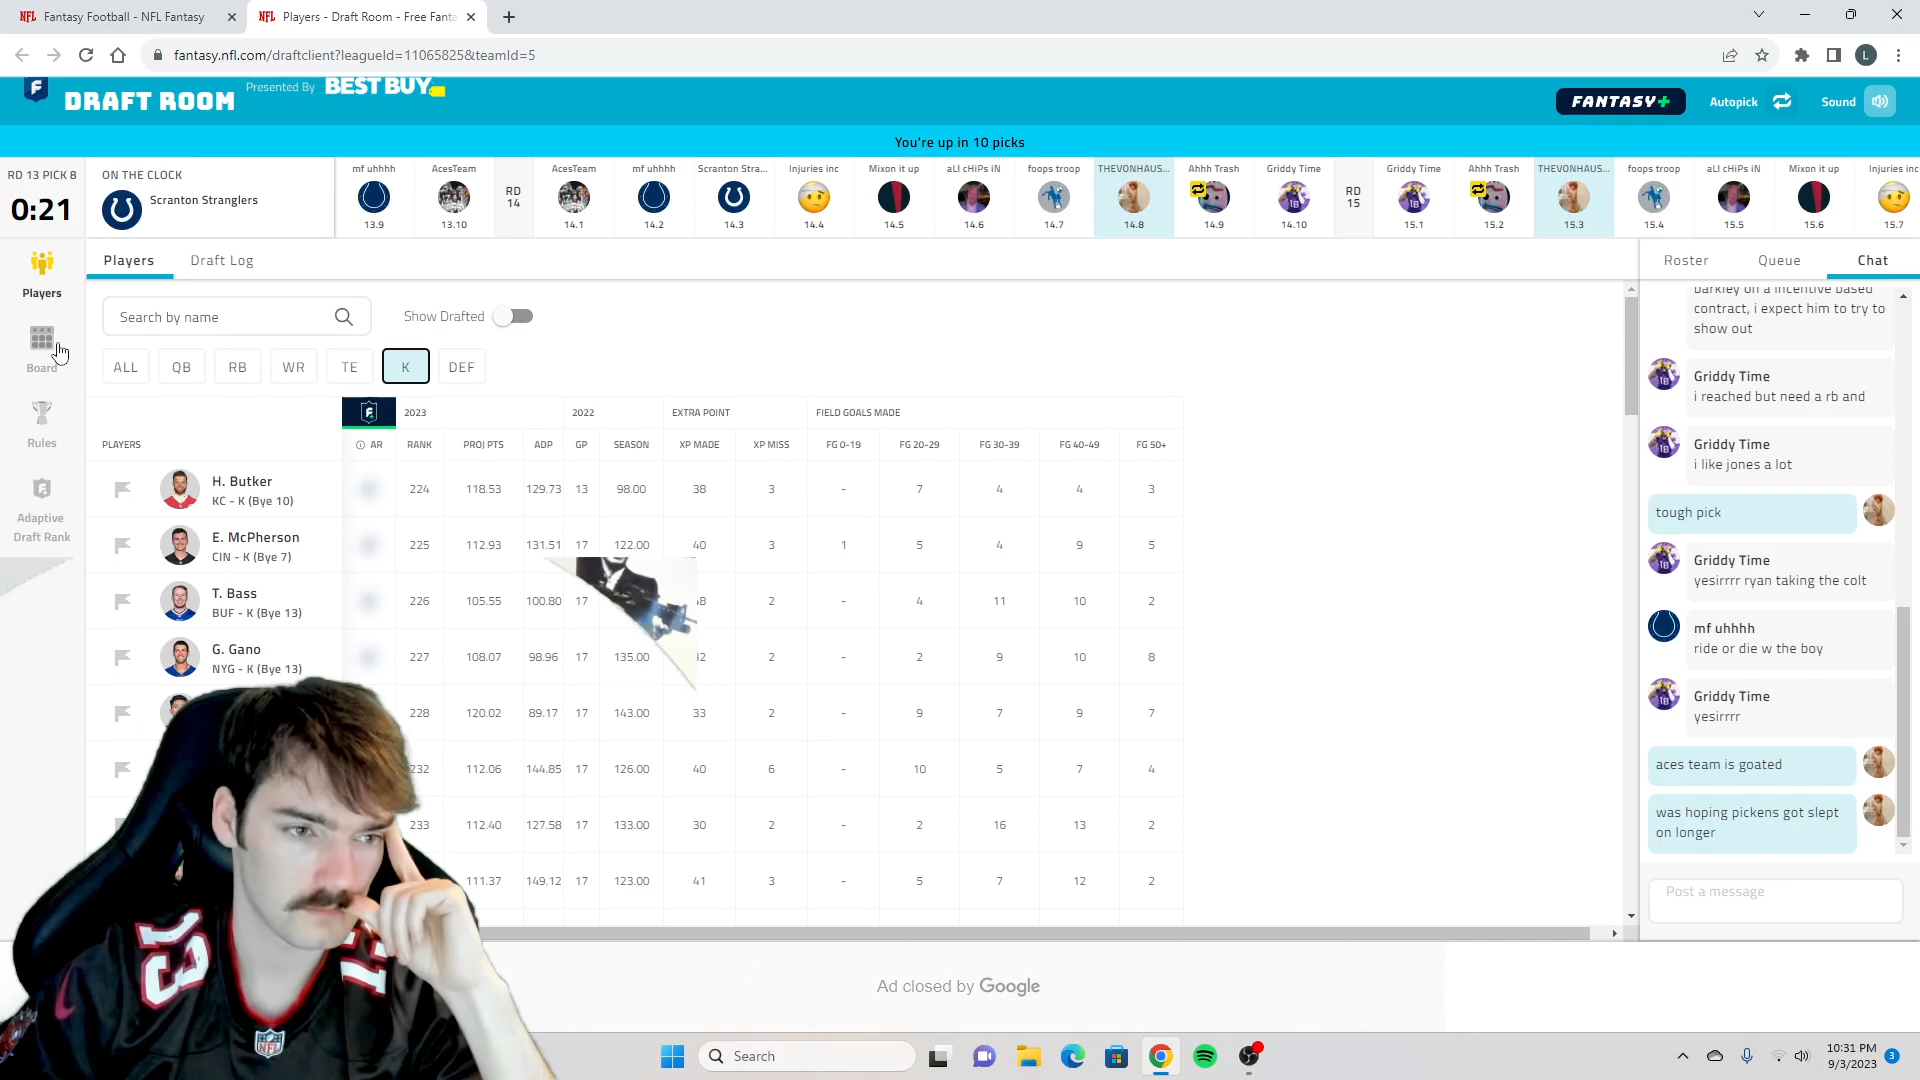 Fantasy Football - NFL Fantasy
Players - Draft Room - Free Fanta
fantasy.nfl.com/draftclient?leagueId=11065825&teamId=5
L
DRAFT ROOM
Presented By
BEST BUY
FANTASY+
Autopick
Sound
You're up in 10 picks
RD 13 PICK 8
0:21
ON THE CLOCK
Scranton Stranglers
mf uhhhh
13.9
AcesTeam
13.10
RD
14
AcesTeam
14.1
mf uhhhh
14.2
Scranton Stra...
14.3
Injuries inc
14.4
Mixon it up
14.5
aLl cHiPs iN
14.6
foops troop
14.7
THEVONHAUS...
14.8
Ahhh Trash
14.9
Griddy Time
14.10
RD
15
Griddy Time
15.1
Ahhh Trash
15.2
THEVONHAUS...
15.3
foops troop
15.4
aLl cHiPs iN
15.5
Mixon it up
15.6
Injuries inc
15.7
Players
Board
Rules
Adaptive
Draft Rank
Players
Draft Log
Search by name
Show Drafted
ALL QB RB WR TE K DEF
2023 2022 EXTRA POINT FIELD GOALS MADE
PLAYERS AR RANK PROJ PTS ADP GP SEASON XP MADE XP MISS FG 0-19 FG 20-29 FG 30-39 FG 40-49 FG 50+
H. Butker
KC - K (Bye 10)
224 118.53 129.73 13 98.00 38 3 - 7 4 4 3
E. McPherson
CIN - K (Bye 7)
225 112.93 131.51 17 122.00 40 3 1 5 4 9 5
T. Bass
BUF - K (Bye 13)
226 105.55 100.80 17 2 - 4 11 10 2
G. Gano
NYG - K (Bye 13)
227 108.07 98.96 17 135.00 2 - 2 9 10 8
228 120.02 89.17 17 143.00 33 2 - 9 7 9 7
232 112.06 144.85 17 126.00 40 6 - 10 5 7 4
233 112.40 127.58 17 133.00 30 2 - 2 16 13 2
111.37 149.12 17 123.00 41 3 - 5 7 12 2
Roster
Queue
Chat
barkley on a incentive based
contract, i expect him to try to
show out
Griddy Time
i reached but need a rb and
Griddy Time
i like jones a lot
tough pick
Griddy Time
yesirrrr ryan taking the colt
mf uhhhh
ride or die w the boy
Griddy Time
yesirrrr
aces team is goated
was hoping pickens got slept
on longer
Post a message
Ad closed by Google
Search
10:31 PM
9/3/2023
3
NFL